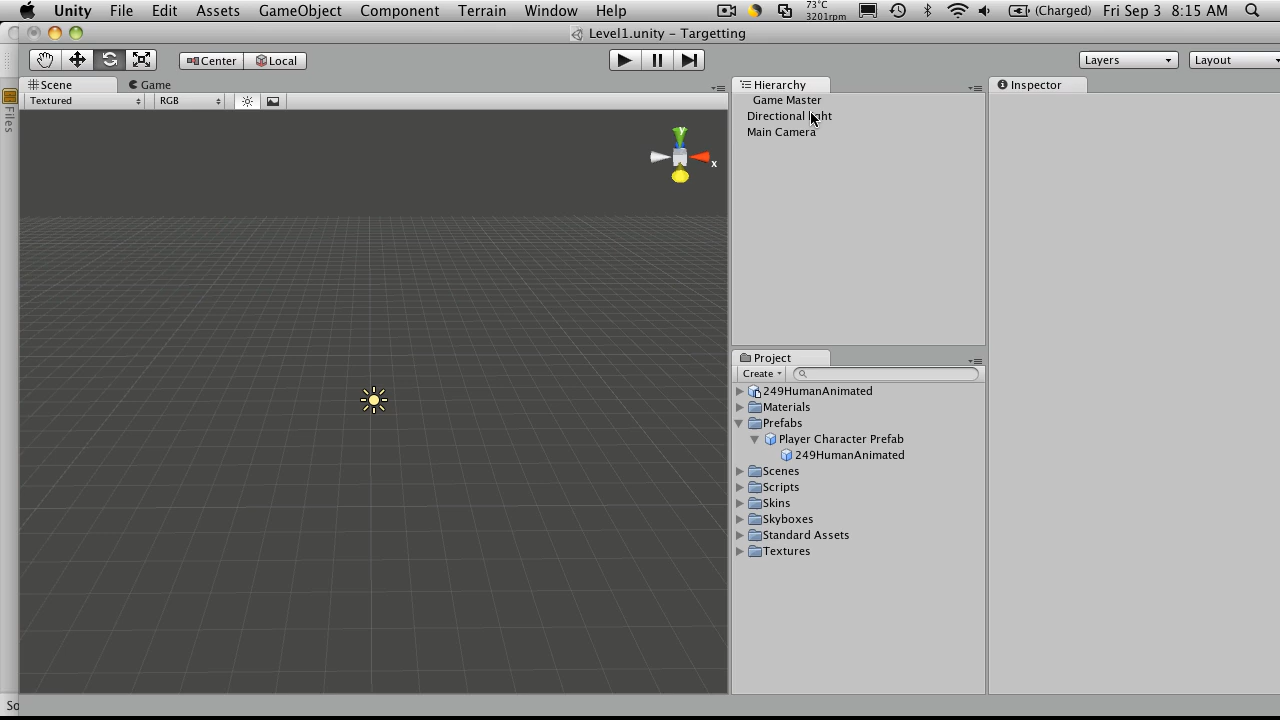 Unity File Edit Assets GameObject Component Terrain Window Help 73°C 3201rpm (Charged) Fri Sep 3 8:15 AM
Level1.unity - Targetting
Center Local Layers Layout
Scene Game Hierarchy Inspector
Textured RGB
Game Master
Directional light
Main Camera
Files
y
x
Project
Create
249HumanAnimated
Materials
Prefabs
Player Character Prefab
249HumanAnimated
Scenes
Scripts
Skins
Skyboxes
Standard Assets
Textures
So